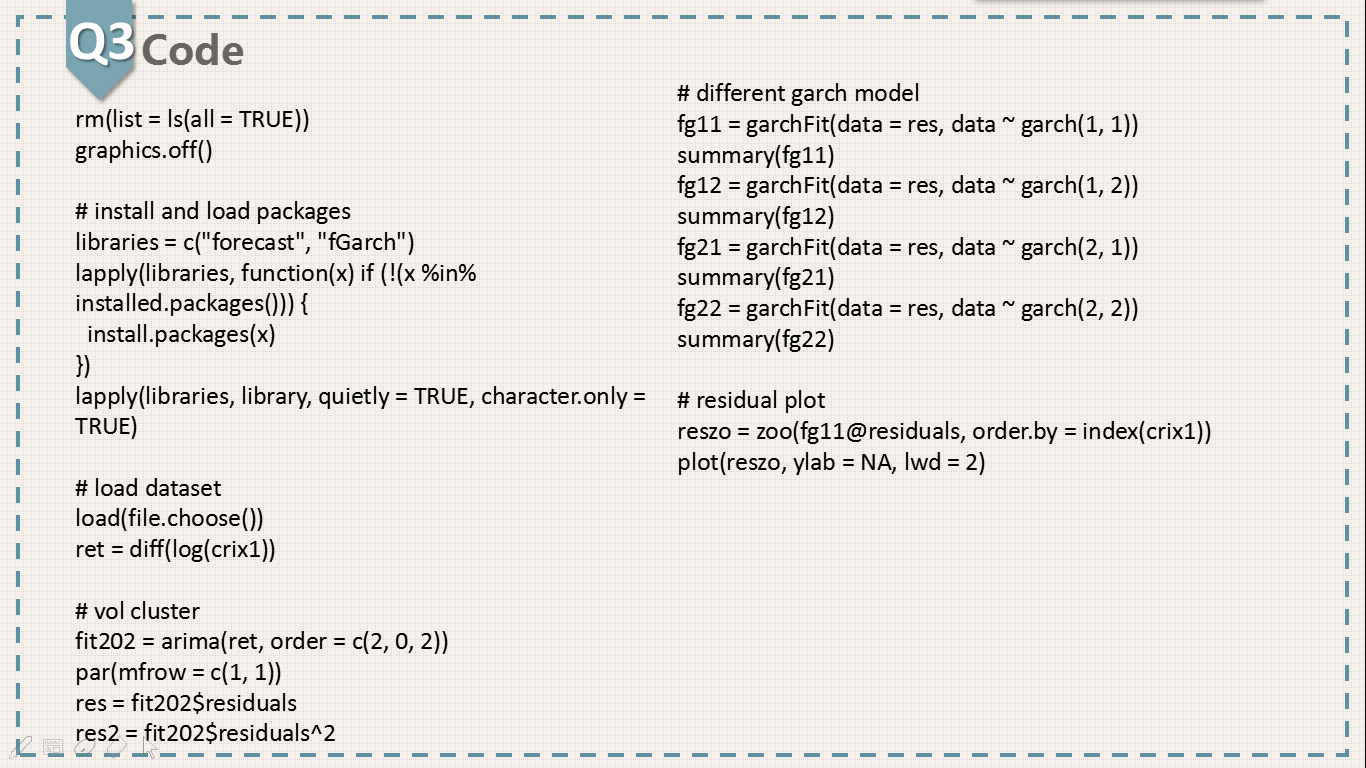 Q3 Code
rm(list = ls(all = TRUE))
graphics.off()
# install and load packages
libraries = c("forecast", "fGarch")
lapply(libraries, function(x) if (!(x %in%
installed.packages())) {
  install.packages(x)
})
lapply(libraries, library, quietly = TRUE, character.only =
TRUE)
# load dataset
load(file.choose())
ret = diff(log(crix1))
# vol cluster
fit202 = arima(ret, order = c(2, 0, 2))
par(mfrow = c(1, 1))
res = fit202$residuals
res2 = fit202$residuals^2
# different garch model
fg11 = garchFit(data = res, data ~ garch(1, 1))
summary(fg11)
fg12 = garchFit(data = res, data ~ garch(1, 2))
summary(fg12)
fg21 = garchFit(data = res, data ~ garch(2, 1))
summary(fg21)
fg22 = garchFit(data = res, data ~ garch(2, 2))
summary(fg22)
# residual plot
reszo = zoo(fg11@residuals, order.by = index(crix1))
plot(reszo, ylab = NA, lwd = 2)